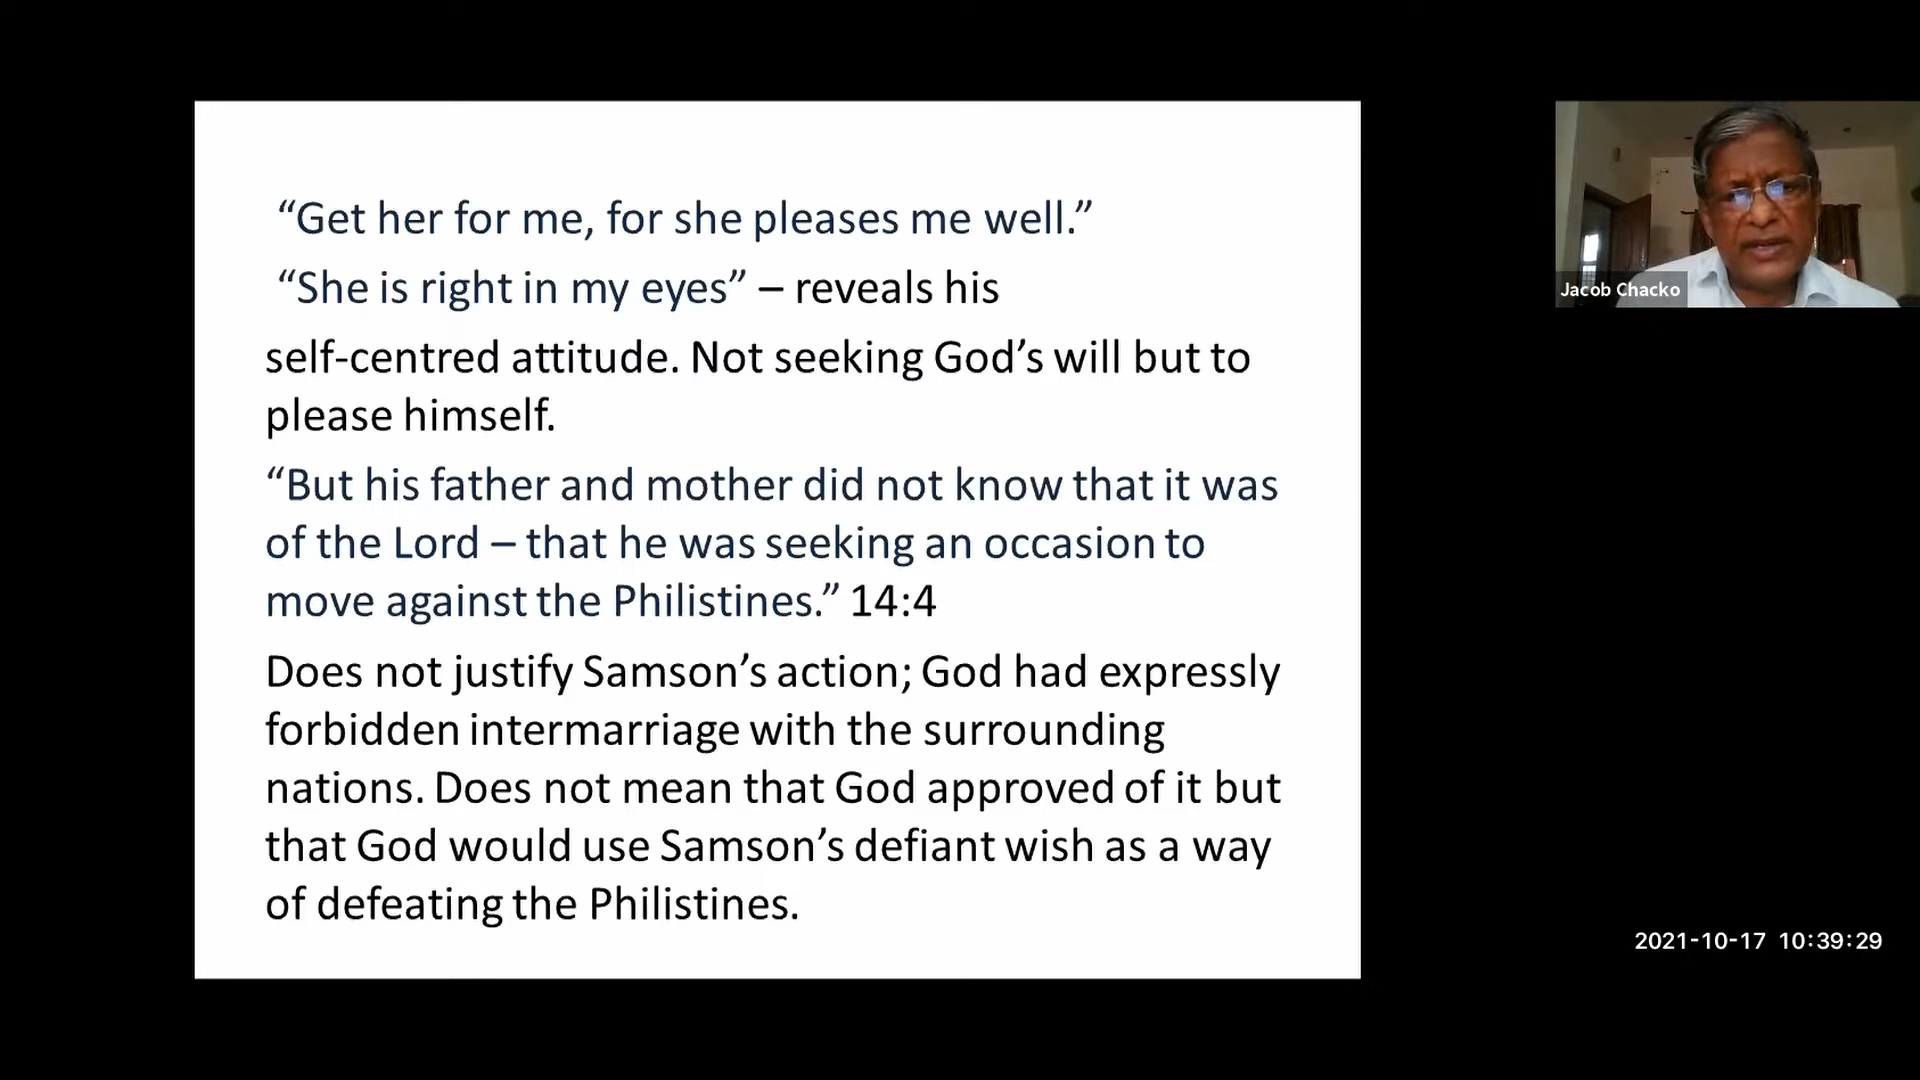 “Get her for me, for she pleases me well.”
“She is right in my eyes” – reveals his
self-centred attitude. Not seeking God’s will but to
please himself.
“But his father and mother did not know that it was
of the Lord – that he was seeking an occasion to
move against the Philistines.” 14:4
Does not justify Samson’s action; God had expressly
forbidden intermarriage with the surrounding
nations. Does not mean that God approved of it but
that God would use Samson’s defiant wish as a way
of defeating the Philistines.
Jacob Chacko
2021-10-17 10:39:29